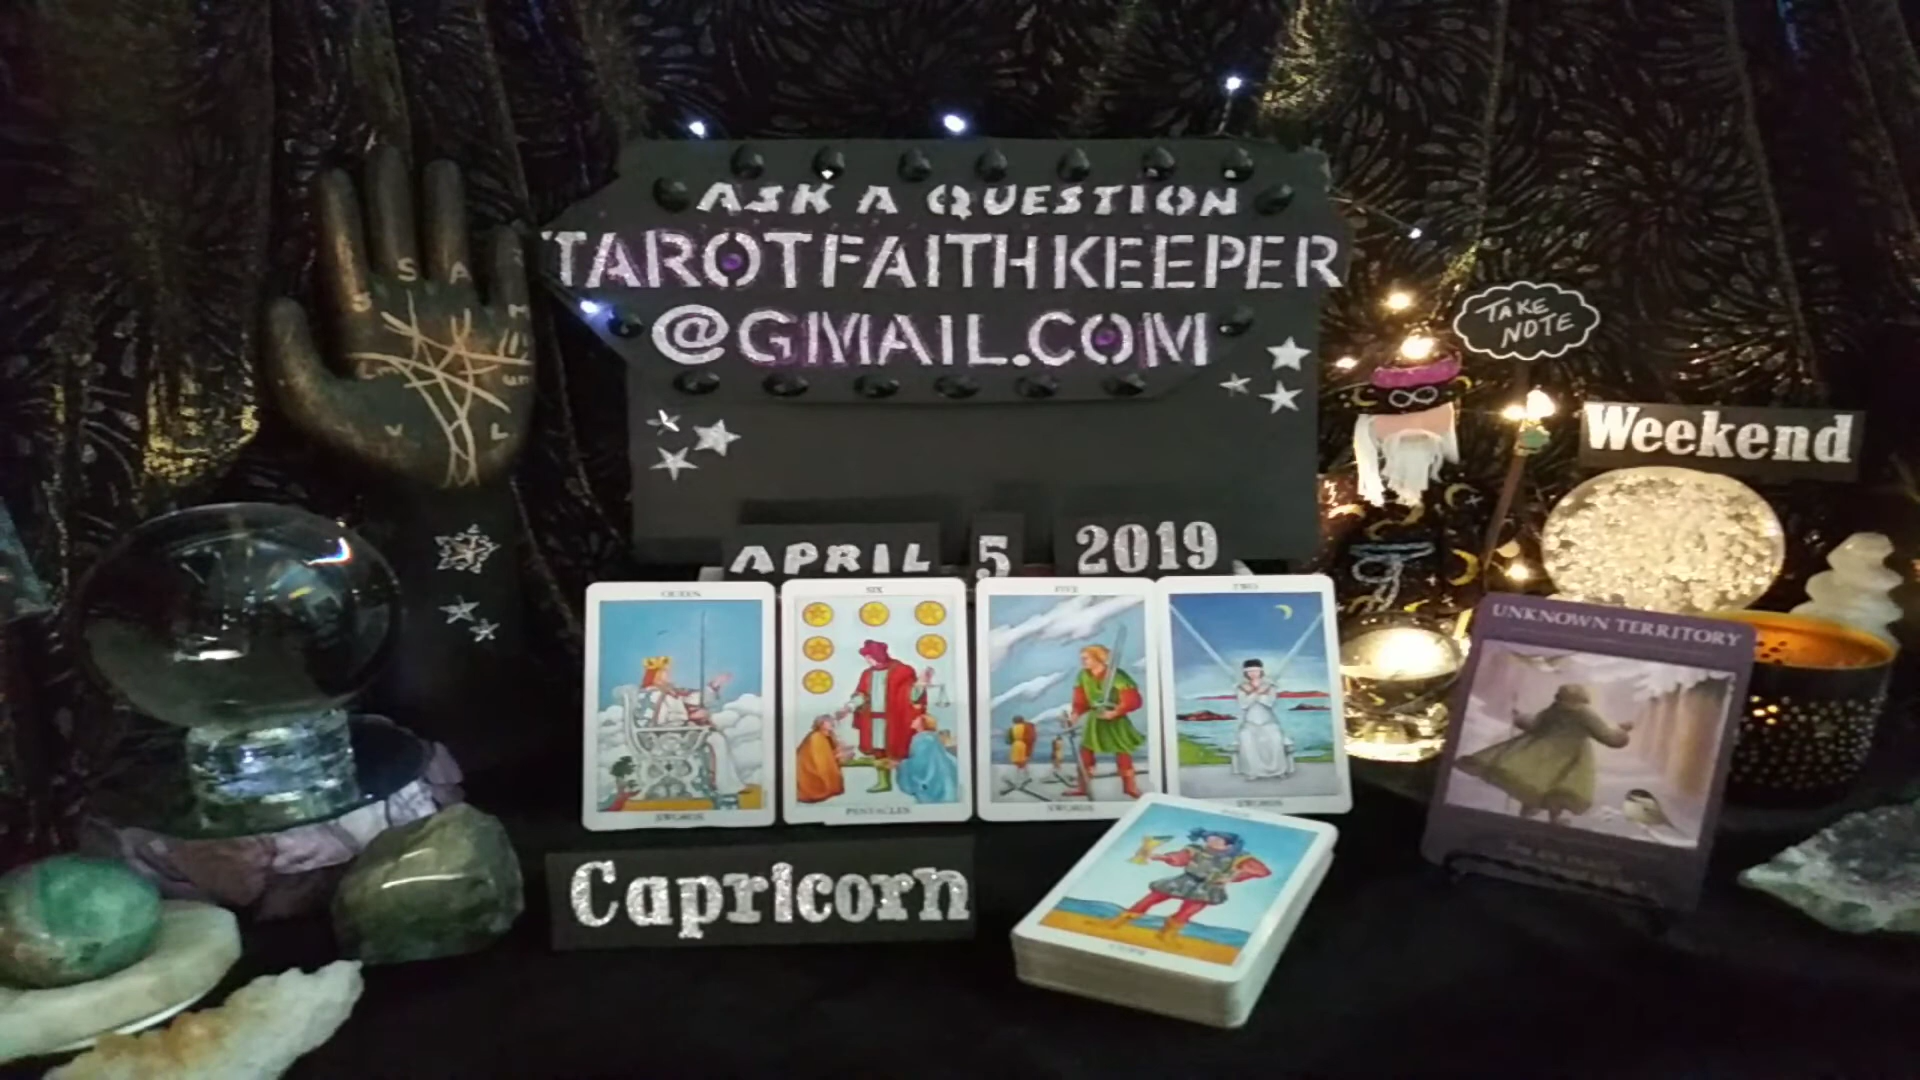 ASK A QUESTION
TAROTFAITHKEEPER
@GMAIL.COM
TAKE
NOTE
Weekend
APRIL 5 2019
QUEEN
SWORDS
SIX
PENTACLES
FIVE
SWORDS
TWO
SWORDS
UNKNOWN TERRITORY
Capricorn
CUPS
S A
V L